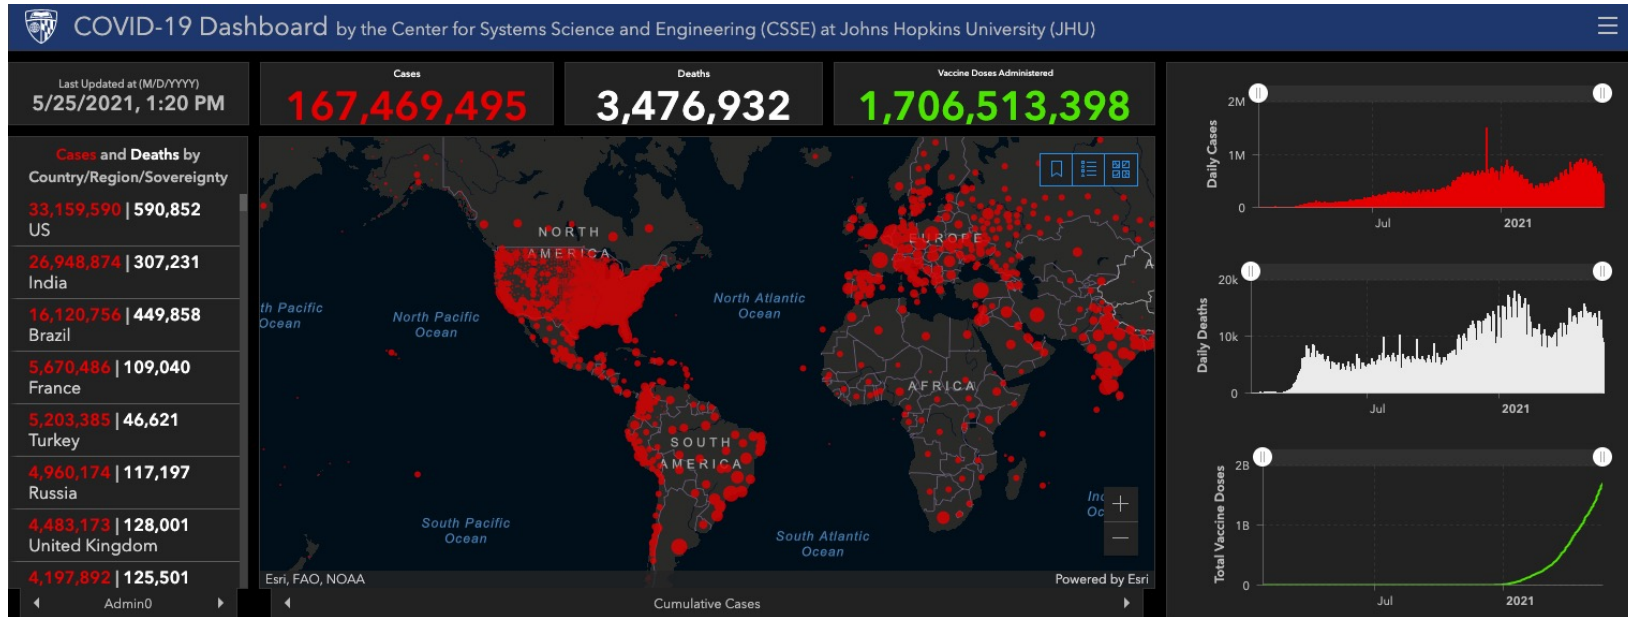 COVID-19 Dashboard by the Center for Systems Science and Engineering (CSSE) at Johns Hopkins University (JHU)
Last Updated at (M/D/YYYY)
5/25/2021, 1:20 PM
Cases
167,469,495
Deaths
3,476,932
Vaccine Doses Administered
1,706,513,398
Cases and Deaths by
Country/Region/Sovereignty
33,159,590 | 590,852
US
26,948,874 | 307,231
India
16,120,756 | 449,858
Brazil
5,670,486 | 109,040
France
5,203,385 | 46,621
Turkey
4,960,174 | 117,197
Russia
4,483,173 | 128,001
United Kingdom
4,197,892 | 125,501
Admin0
NORTH
AMERICA
EUROPE
A
th Pacific
Ocean
North Pacific
Ocean
North Atlantic
Ocean
AFRICA
SOUTH
AMERICA
South Pacific
Ocean
South Atlantic
Ocean
Ind
Oc
+
−
Esri, FAO, NOAA
Powered by Esri
Cumulative Cases
Daily Cases
2M
1M
0
Jul
2021
Daily Deaths
20k
10k
0
Jul
2021
Total Vaccine Doses
2B
1B
0
Jul
2021